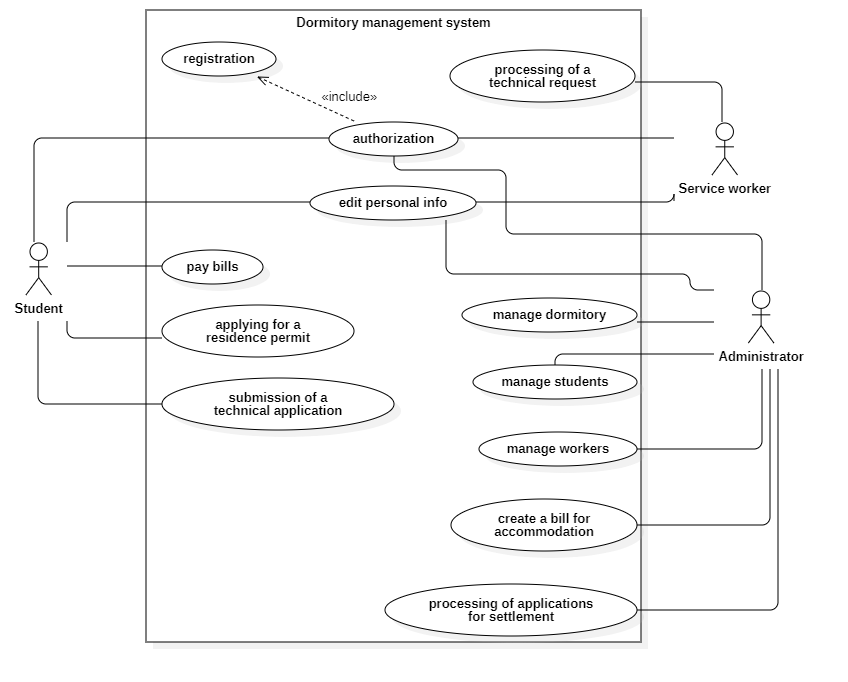 Dormitory management system
registration
processing of a
technical request
«include»
authorization
Service worker
edit personal info
pay bills
Student
manage dormitory
applying for a
residence permit
Administrator
manage students
submission of a
technical application
manage workers
create a bill for
accommodation
processing of applications
for settlement